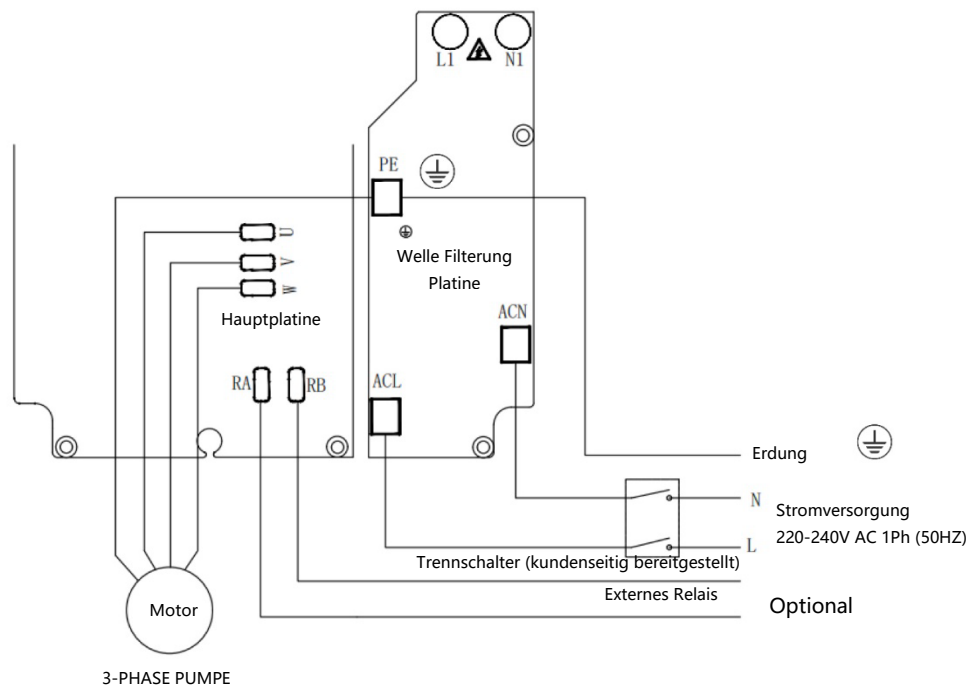 L1
N1
PE
U
V
W
Welle Filterung
Platine
Hauptplatine
ACN
RA
RB
ACL
Erdung
N
Stromversorgung
220-240V AC 1Ph (50HZ)
L
Trennschalter (kundenseitig bereitgestellt)
Externes Relais
Optional
Motor
3-PHASE PUMPE